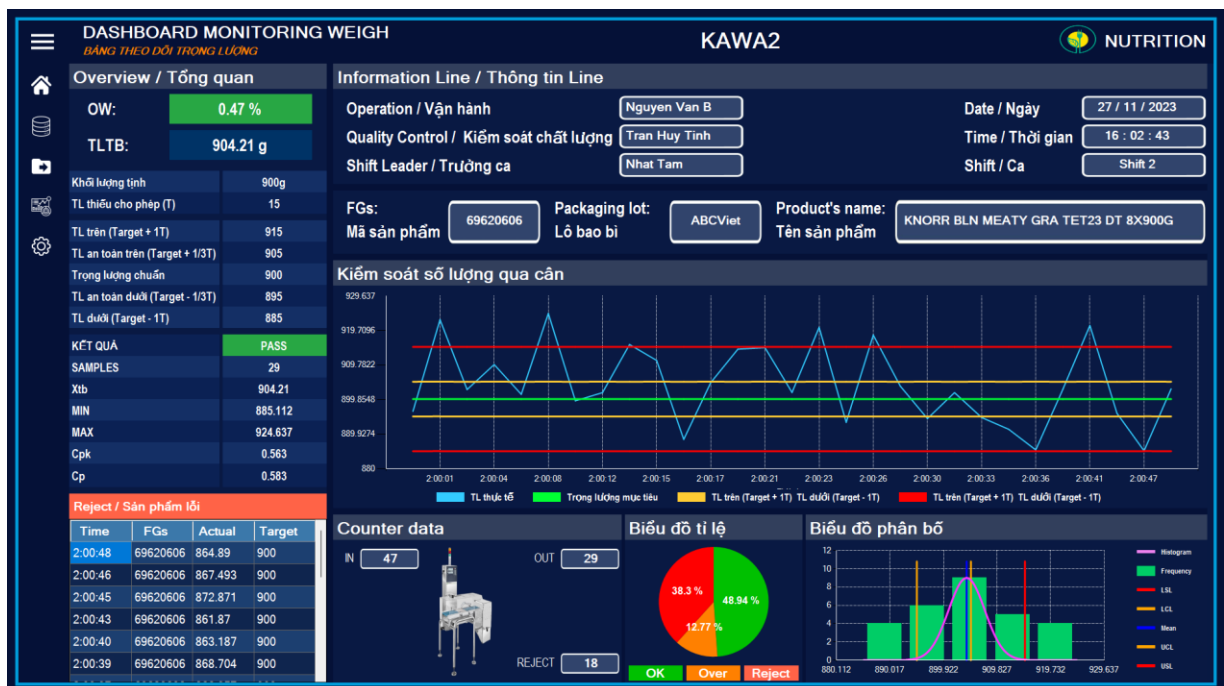 DASHBOARD MONITORING WEIGH
BẢNG THEO DÕI TRỌNG LƯỢNG
KAWA2
NUTRITION
Overview / Tổng quan
OW: 0.47 %
TLTB: 904.21 g
Khối lượng tịnh 900g
TL thiếu cho phép (T) 15
TL trên (Target + 1T) 915
TL an toàn trên (Target + 1/3T) 905
Trọng lượng chuẩn 900
TL an toàn dưới (Target - 1/3T) 895
TL dưới (Target - 1T) 885
KẾT QUẢ PASS
SAMPLES 29
Xtb 904.21
MIN 885.112
MAX 924.637
Cpk 0.563
Cp 0.583
Reject / Sản phẩm lỗi
Time FGs Actual Target
2:00:48 69620606 864.89 900
2:00:46 69620606 867.493 900
2:00:45 69620606 872.871 900
2:00:43 69620606 861.87 900
2:00:40 69620606 863.187 900
2:00:39 69620606 868.704 900
Information Line / Thông tin Line
Operation / Vận hành Nguyen Van B Date / Ngày 27 / 11 / 2023
Quality Control / Kiểm soát chất lượng Tran Huy Tinh Time / Thời gian 16 : 02 : 43
Shift Leader / Trưởng ca Nhat Tam Shift / Ca Shift 2
FGs:
Mã sản phẩm
69620606
Packaging lot:
Lô bao bì
ABCViet
Product's name:
Tên sản phẩm
KNORR BLN MEATY GRA TET23 DT 8X900G
Kiểm soát số lượng qua cân
929.637
919.7096
909.7822
899.8548
889.9274
880
2:00:01 2:00:04 2:00:08 2:00:12 2:00:15 2:00:17 2:00:21 2:00:23 2:00:26 2:00:30 2:00:33 2:00:36 2:00:41 2:00:47
TL thực tế Trọng lượng mục tiêu TL trên (Target + 1T) TL dưới (Target - 1T) TL trên (Target + 1T) TL dưới (Target - 1T)
Counter data
IN 47
OUT 29
REJECT 18
Biểu đồ tỉ lệ
38.3 %
48.94 %
12.77 %
OK Over Reject
Biểu đồ phân bố
12
10
8
6
4
2
0
880.112 890.017 899.922 909.827 919.732 929.637
Histogram
Frequency
LSL
LCL
Mean
UCL
USL